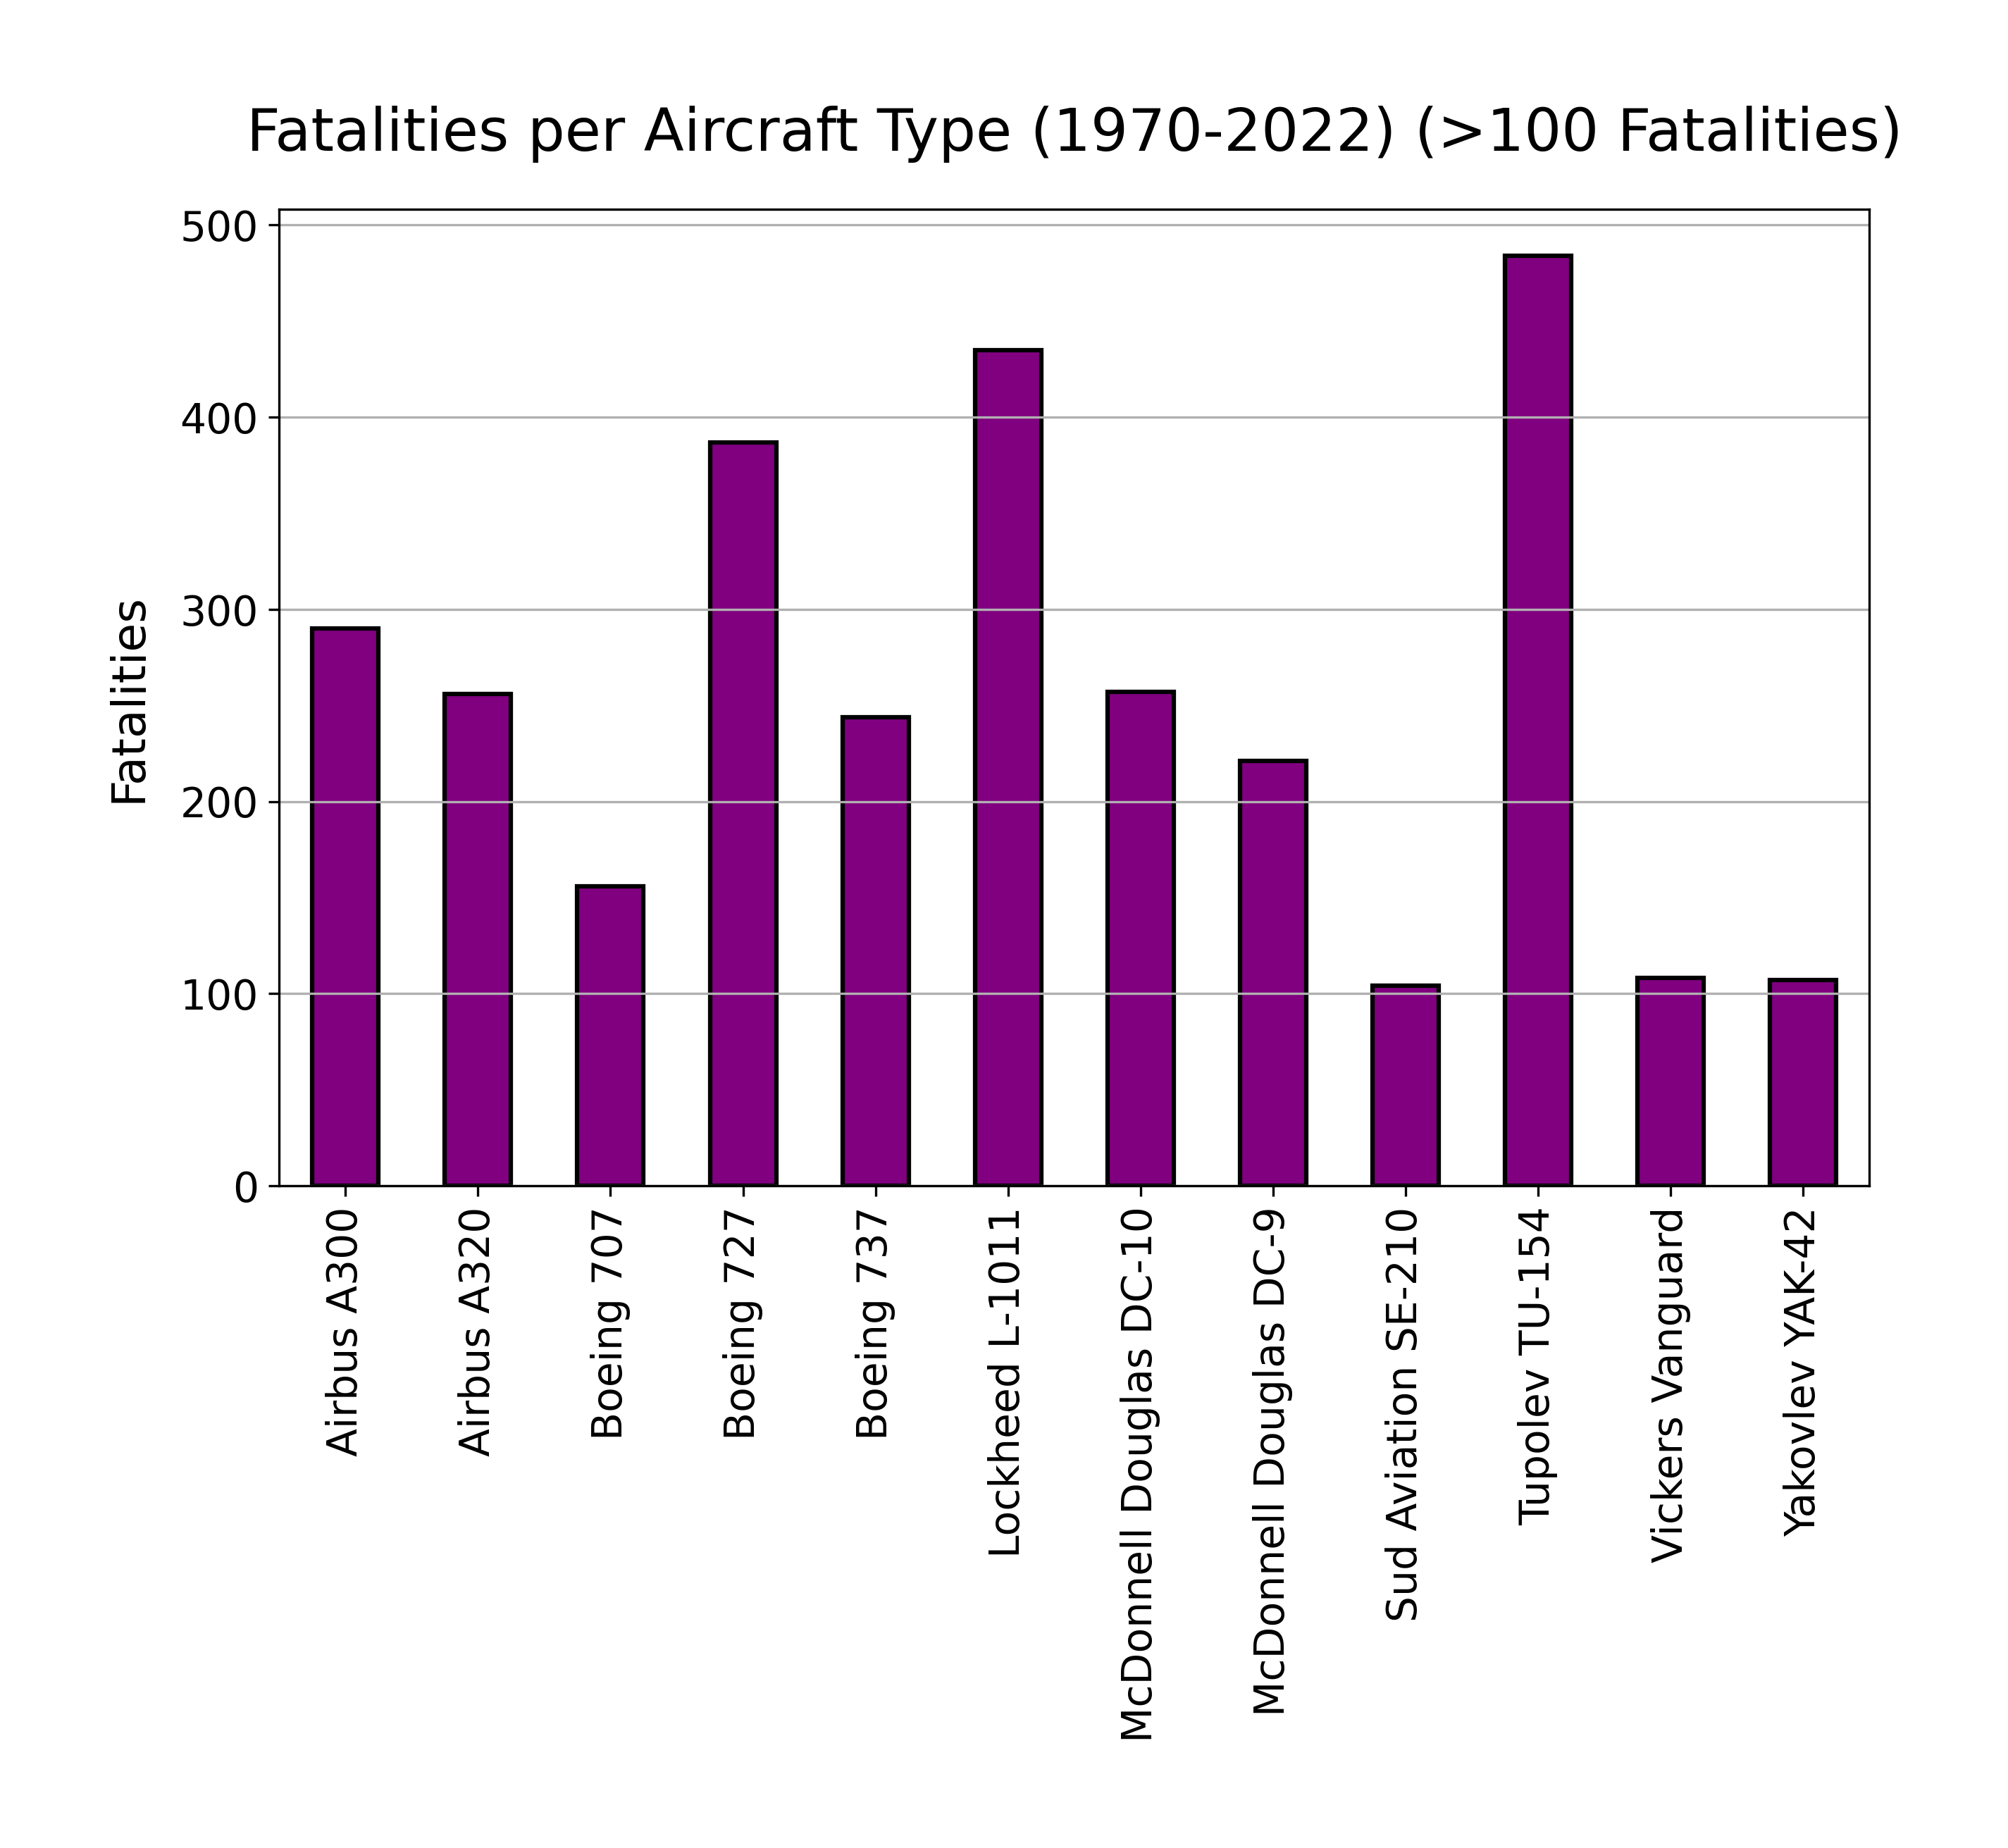 Fatalities per Aircraft Type (1970-2022) (>100 Fatalities)
Fatalities
500
400
300
200
100
0
Airbus A300
Airbus A320
Boeing 707
Boeing 727
Boeing 737
Lockheed L-1011
McDonnell Douglas DC-10
McDonnell Douglas DC-9
Sud Aviation SE-210
Tupolev TU-154
Vickers Vanguard
Yakovlev YAK-42